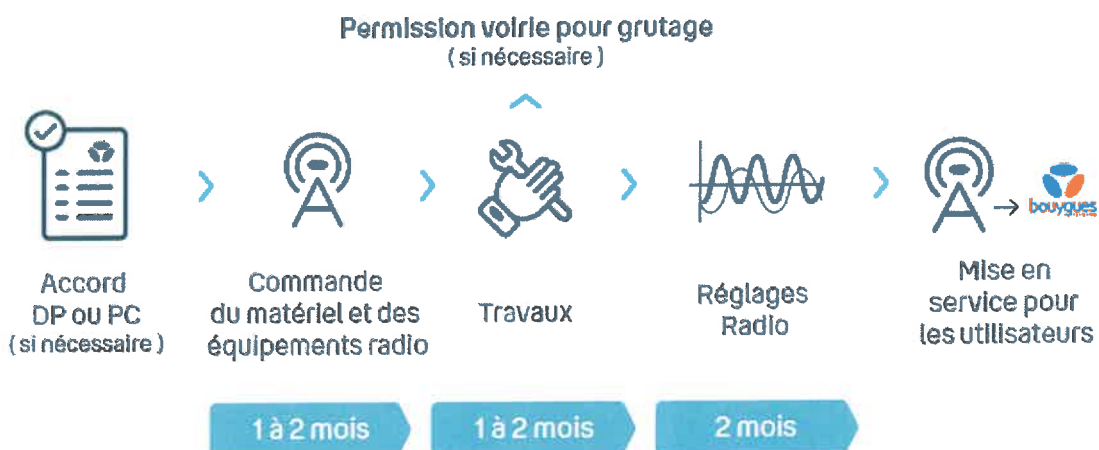 Permission voirie pour grutage
( si nécessaire )
Accord
DP ou PC
( si nécessaire )
Commande
du matériel et des
équipements radio
Travaux
Réglages
Radio
bouygues
Mise en
service pour
les utilisateurs
1 à 2 mois
1 à 2 mois
2 mois